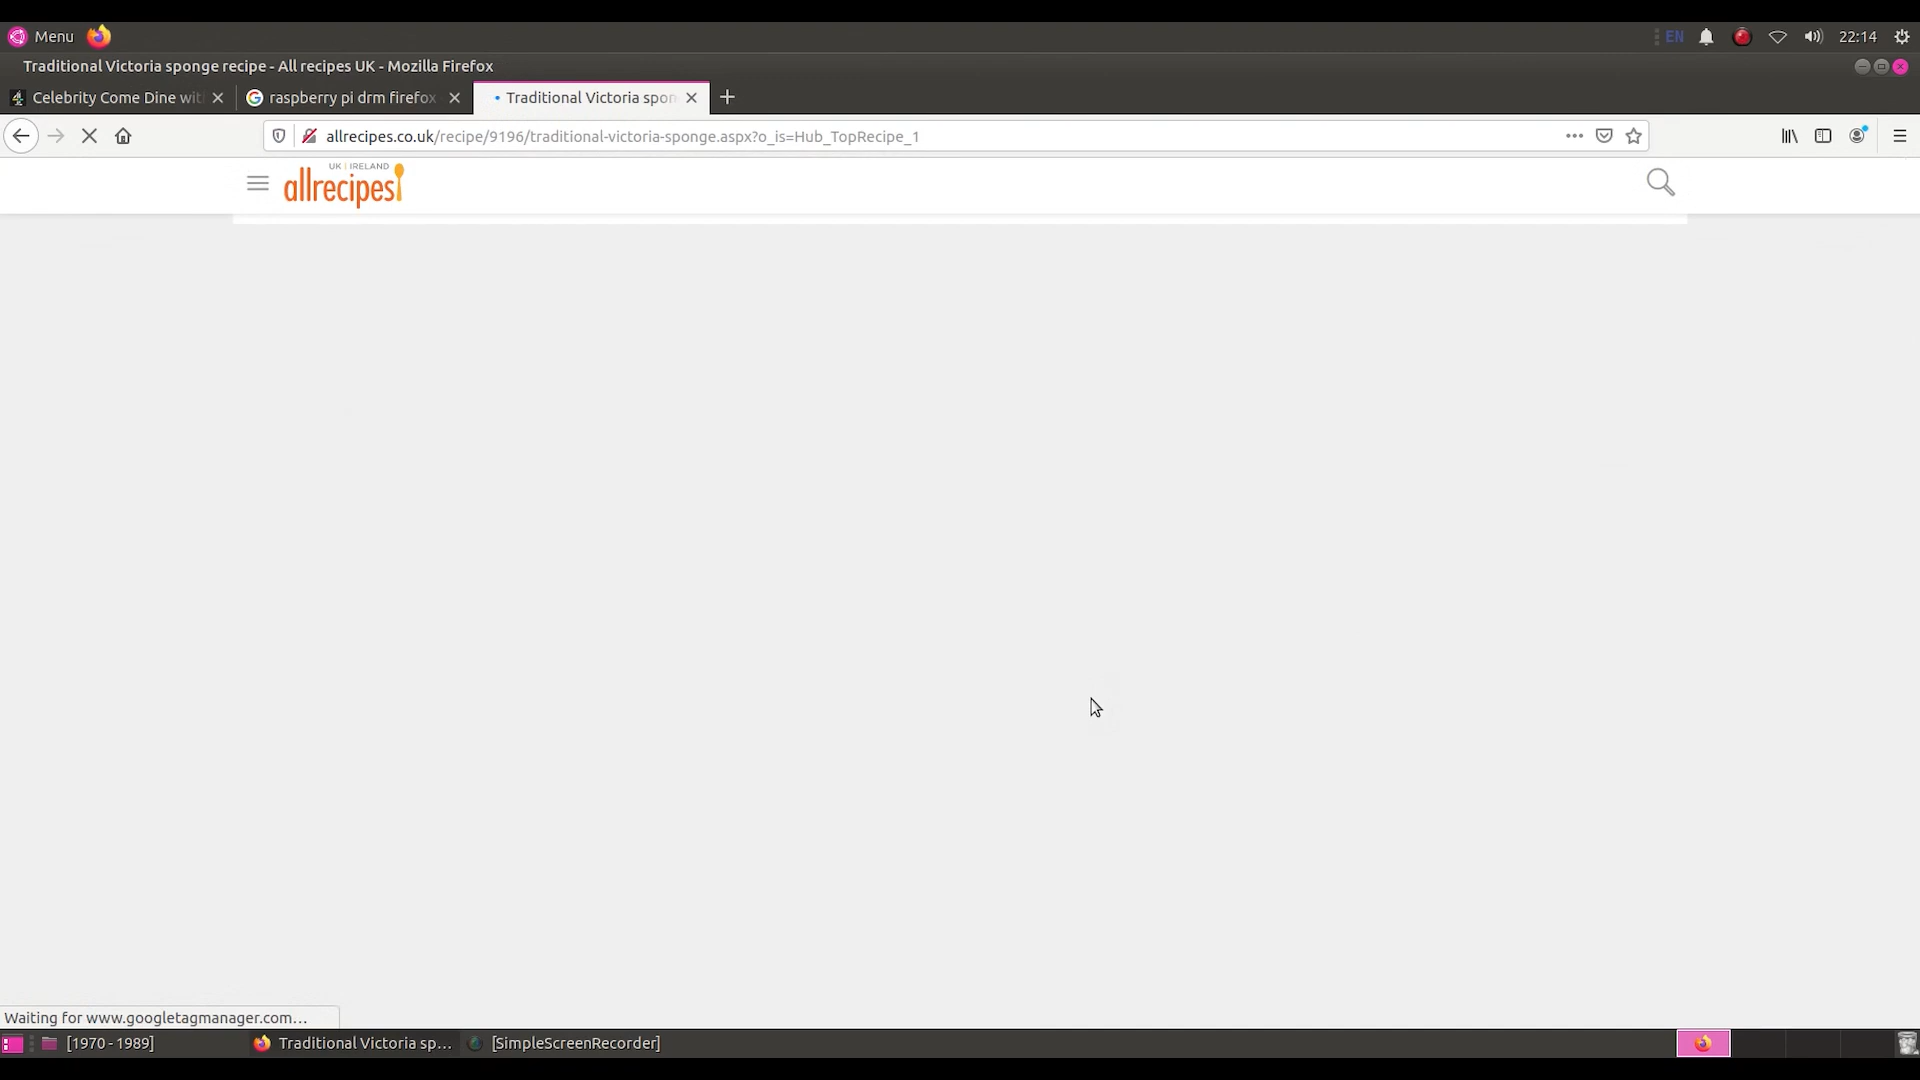 Menu
EN
22:14
Traditional Victoria sponge recipe - All recipes UK - Mozilla Firefox
Celebrity Come Dine wit
raspberry pi drm firefox
Traditional Victoria spon
allrecipes.co.uk/recipe/9196/traditional-victoria-sponge.aspx?o_is=Hub_TopRecipe_1
UK | IRELAND
allrecipes
Waiting for www.googletagmanager.com…
[1970 - 1989]
Traditional Victoria sp…
[SimpleScreenRecorder]